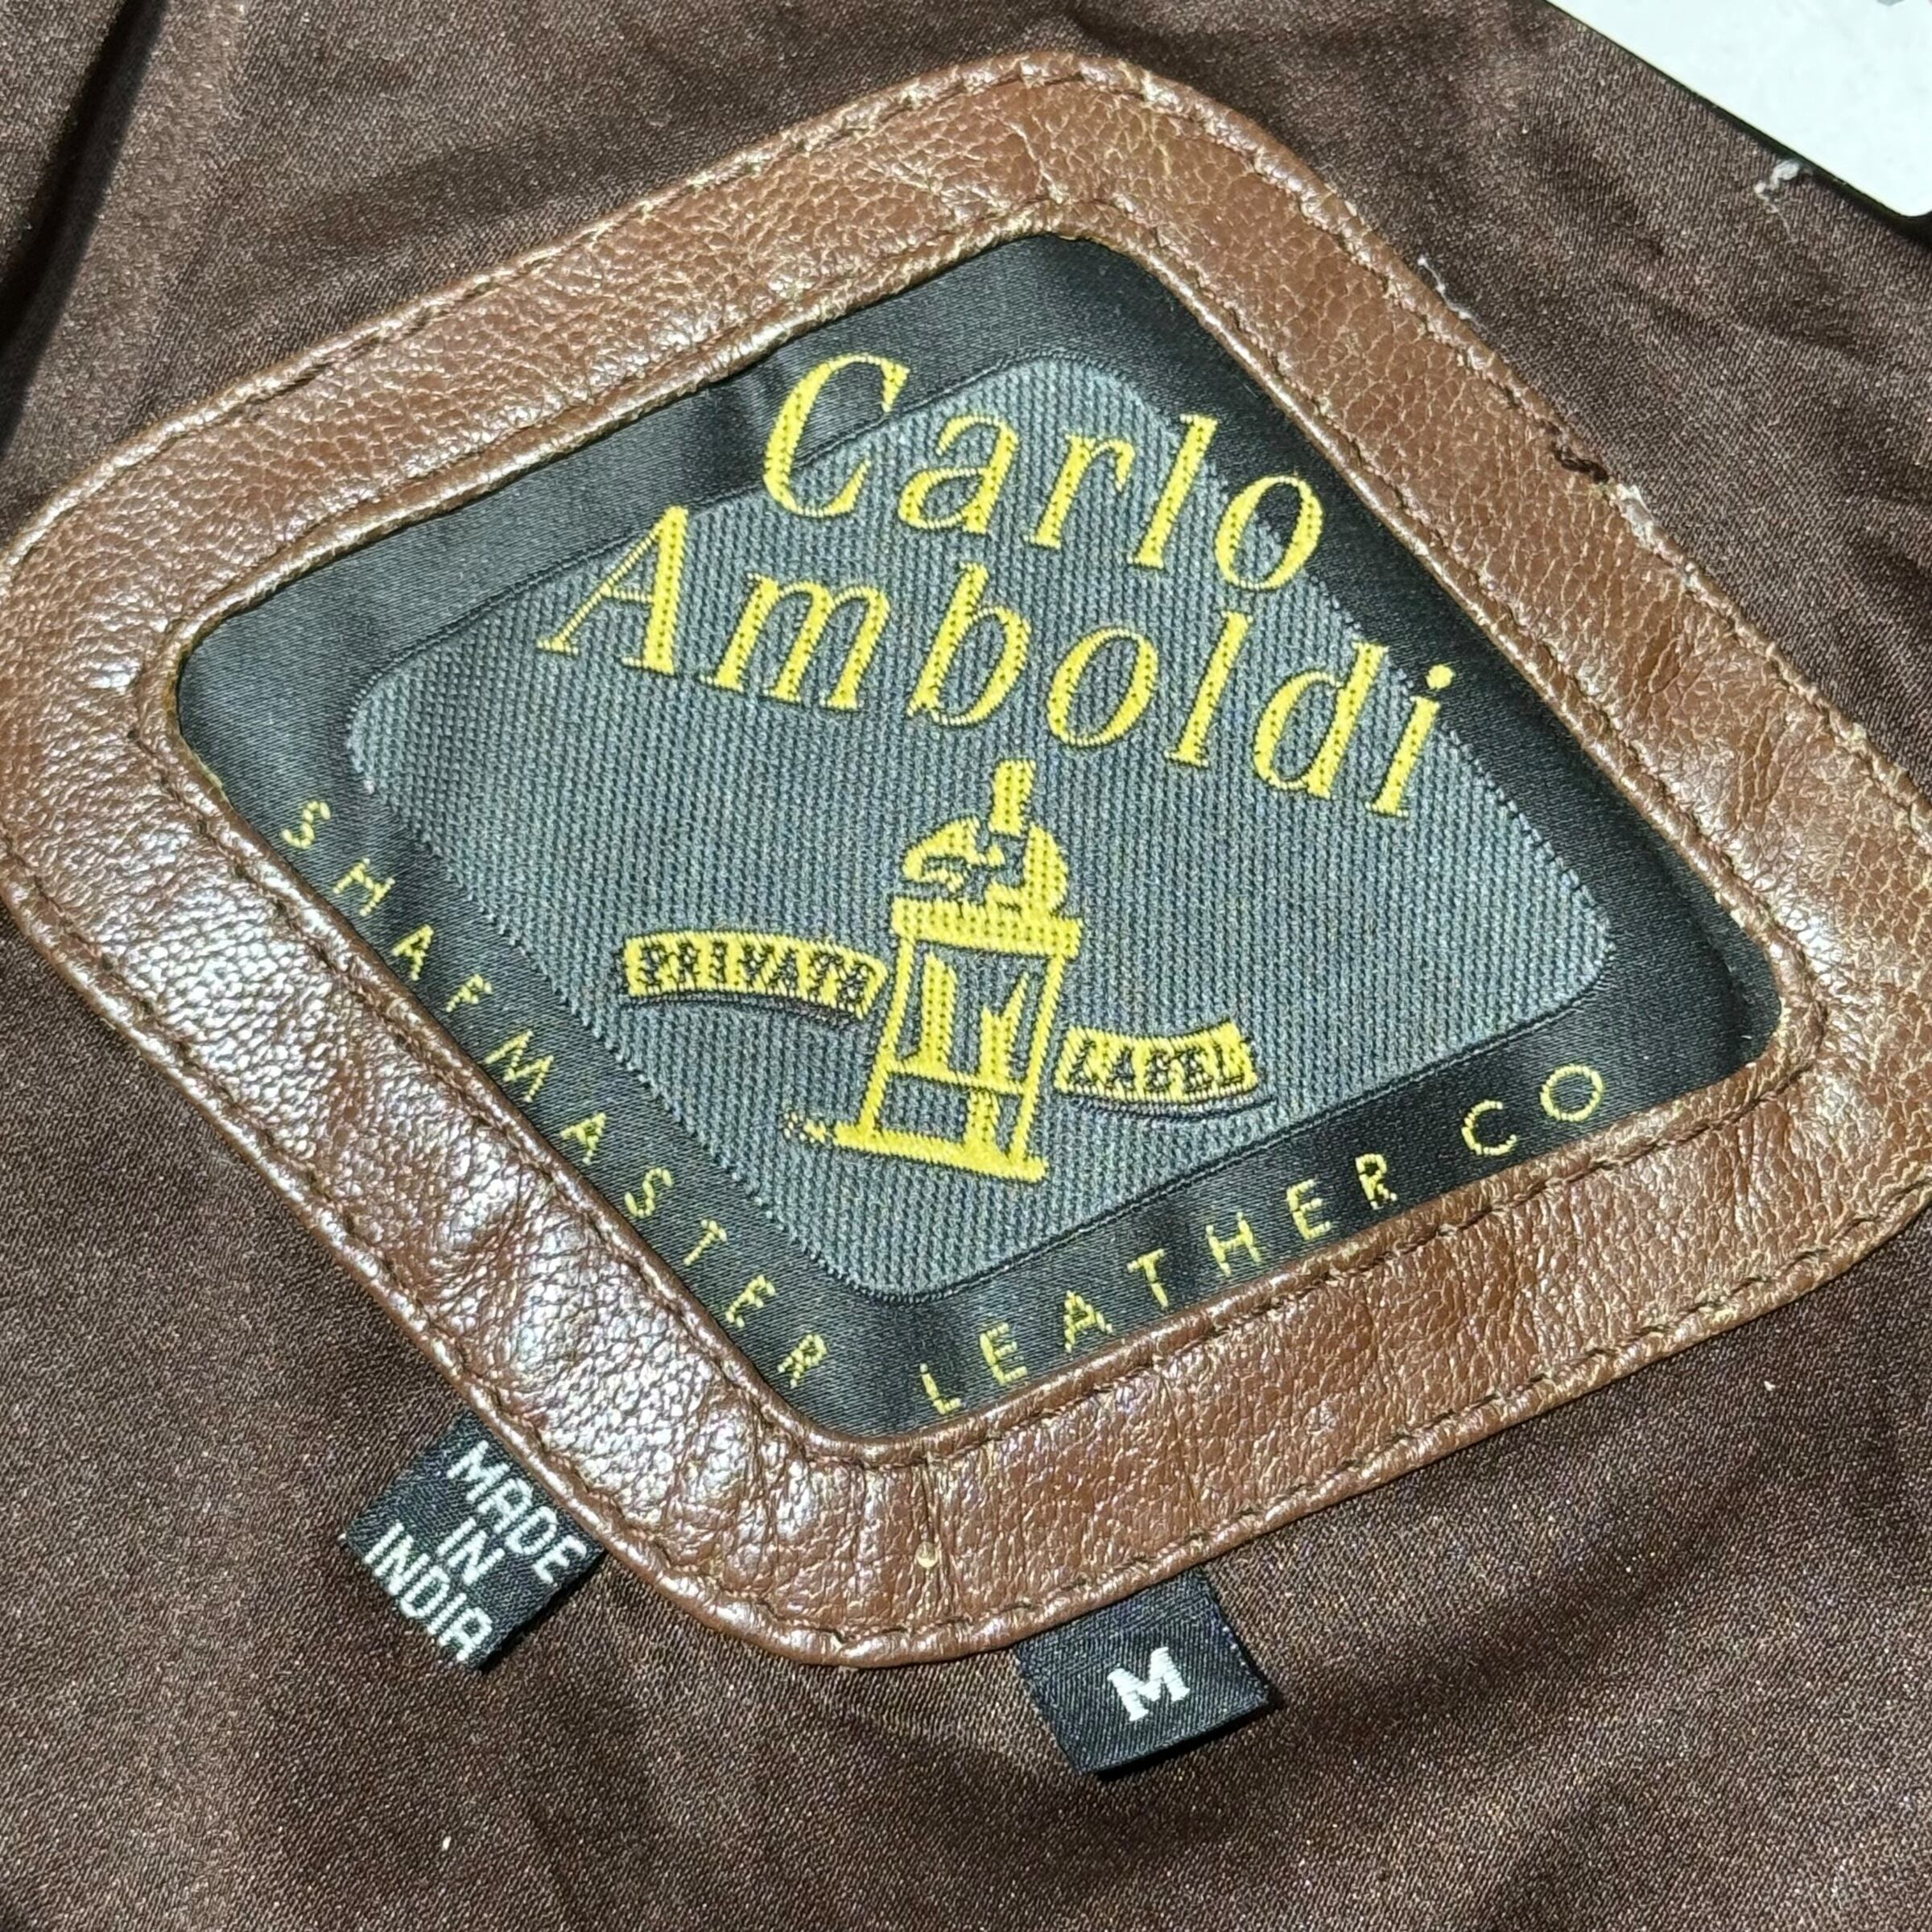 Carlo
Amboldi
PRIVATE
LABEL
SHAFMASTER LEATHER CO
MADE
IN
INDIA
M